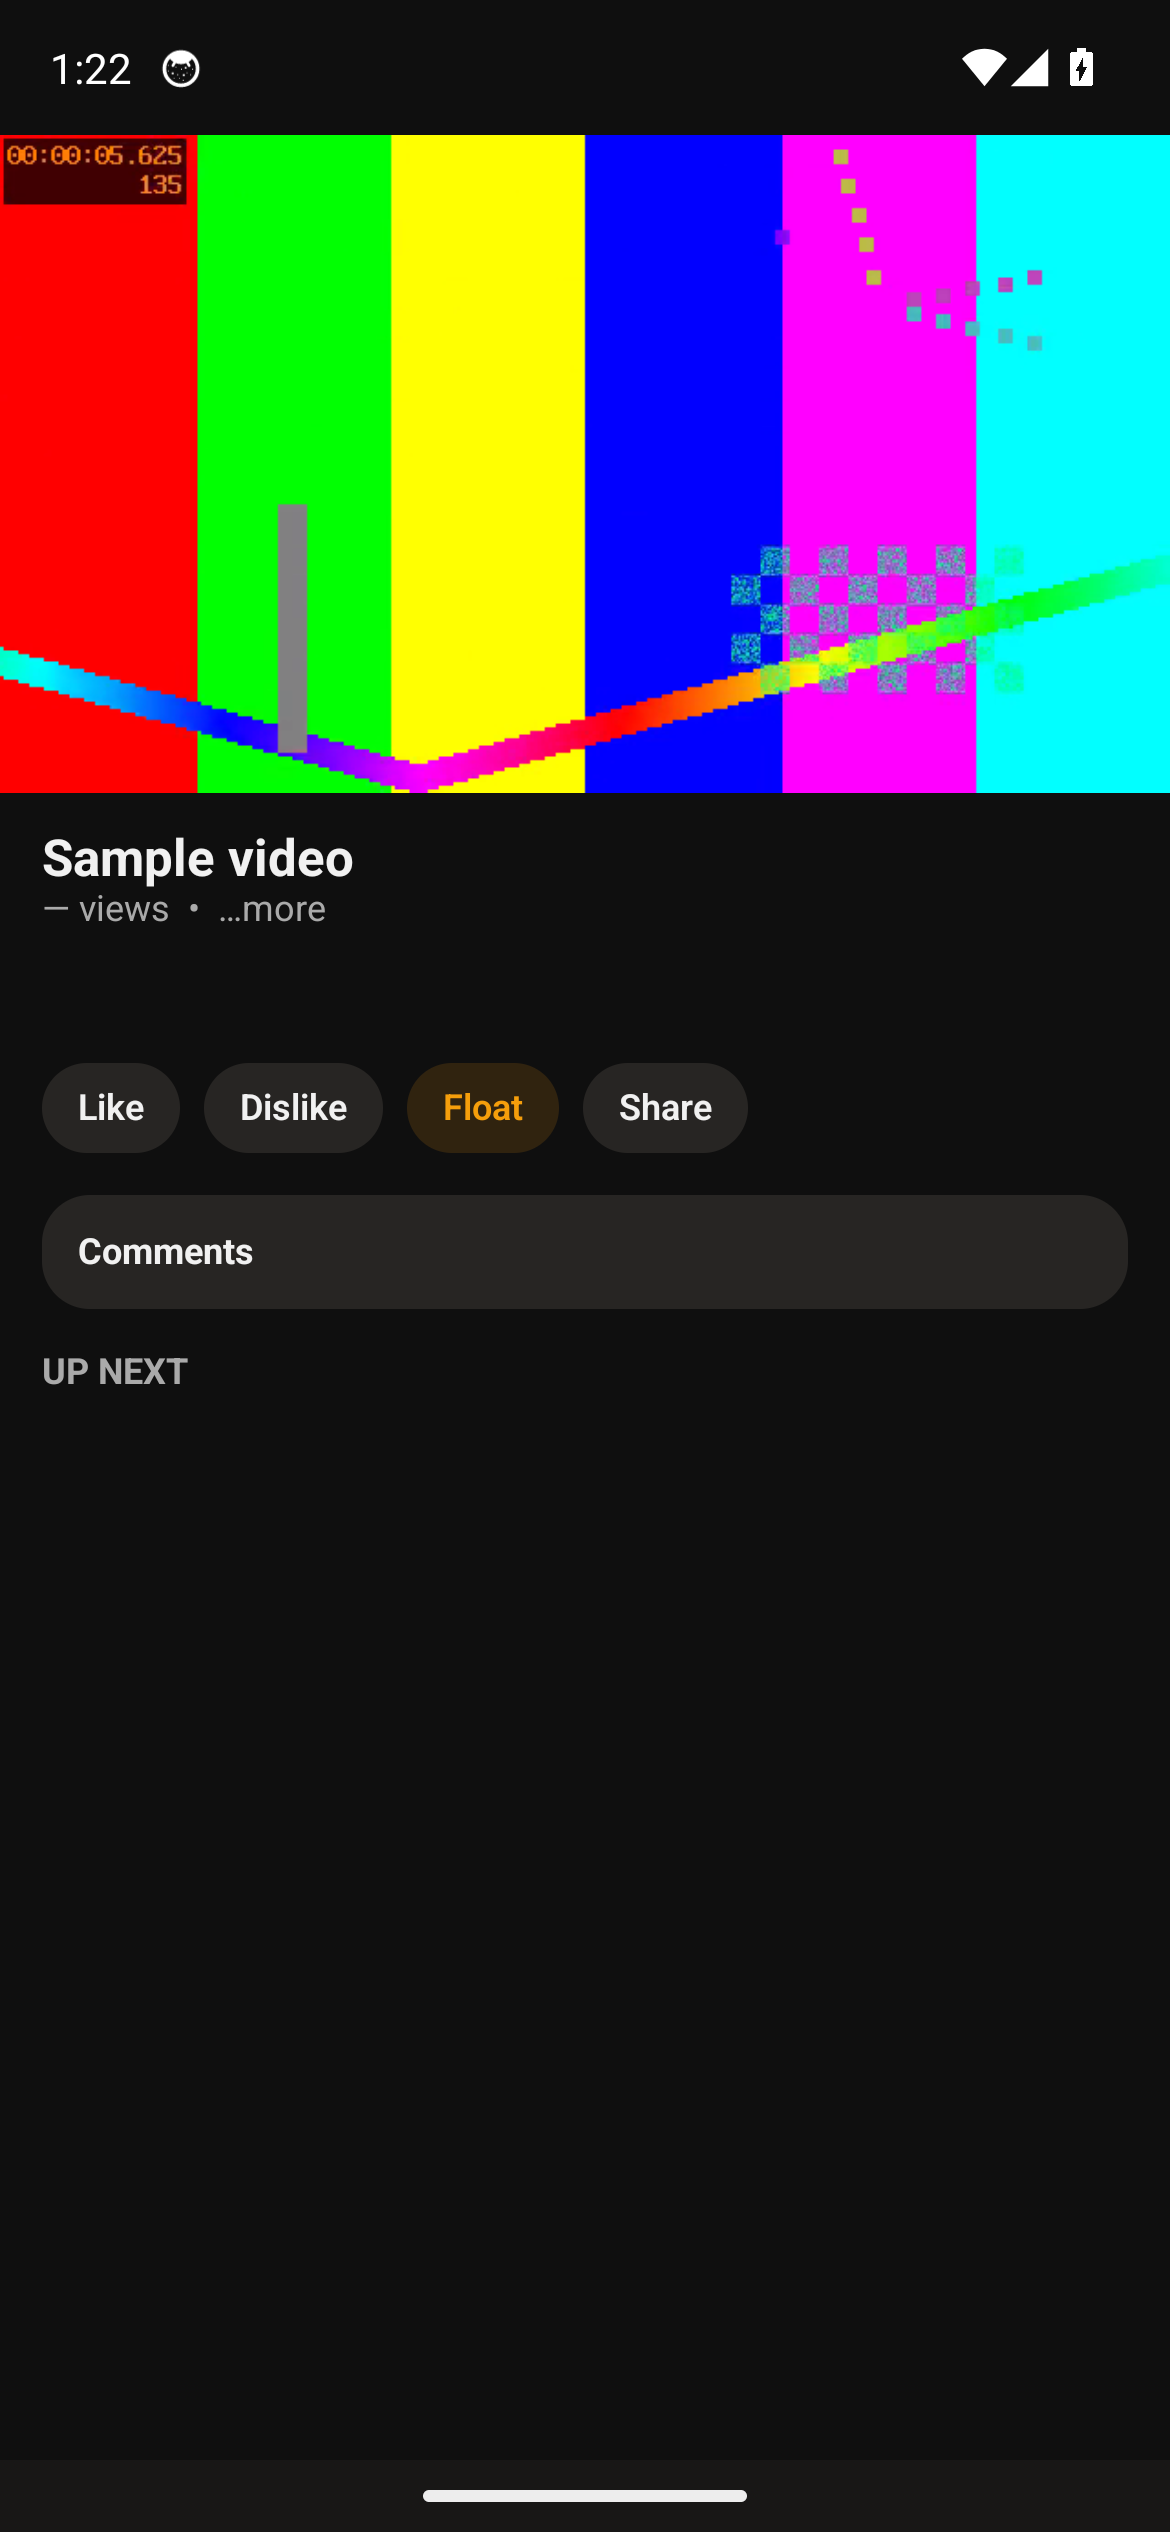 1:22
00:00:05.625
135
Sample video
— views • …more
Like
Dislike
Float
Share
Comments
UP NEXT